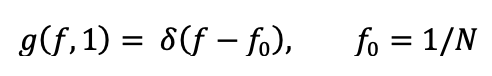 g(f, 1) = δ(f − f₀),  f₀ = 1/N